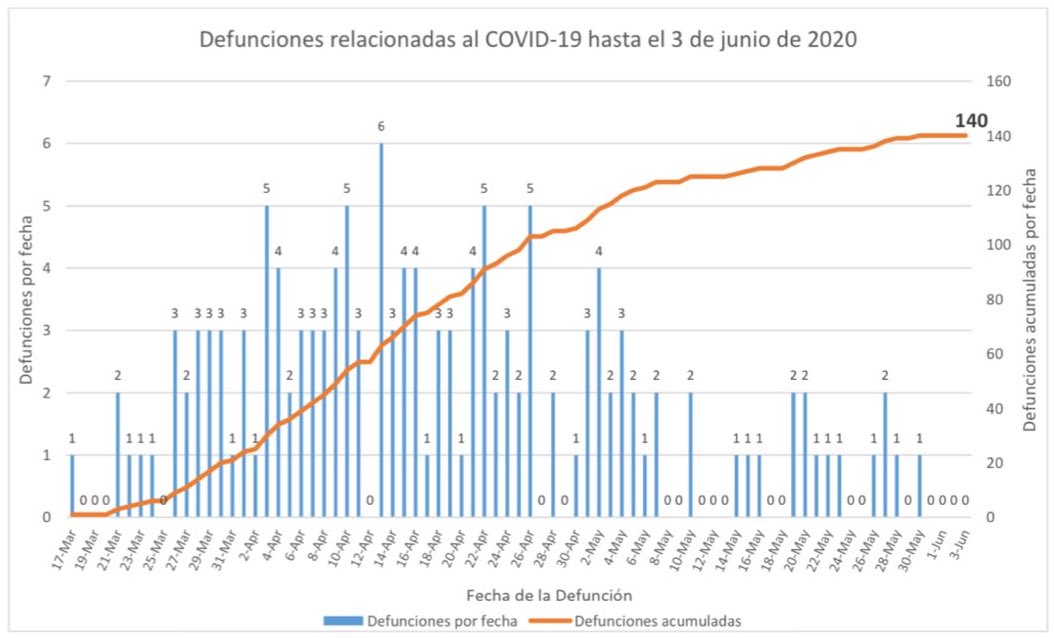 Defunciones relacionadas al COVID-19 hasta el 3 de junio de 2020
Defunciones por fecha
7
6
5
4
3
2
1
0
1 0 0 0 2 1 1 1 0 3 2 3 3 3 1 3 1 5 4 2 3 3 3 4 5 3 0 6 3 4 4 1 3 3 1 4 5 2 3 2 5 0 2 0 1 3 4 2 3 2 1 2 0 0 2 0 0 0 1 1 1 0 0 2 2 1 1 1 0 0 1 2 1 0 1 0 0 0 0
140
160
140
120
100
80
60
40
20
0
Defunciones acumuladas por fecha
17-Mar 19-Mar 21-Mar 23-Mar 25-Mar 27-Mar 29-Mar 31-Mar 2-Apr 4-Apr 6-Apr 8-Apr 10-Apr 12-Apr 14-Apr 16-Apr 18-Apr 20-Apr 22-Apr 24-Apr 26-Apr 28-Apr 30-Apr 2-May 4-May 6-May 8-May 10-May 12-May 14-May 16-May 18-May 20-May 22-May 24-May 26-May 28-May 30-May 1-Jun 3-Jun
Fecha de la Defunción
Defunciones por fecha Defunciones acumuladas